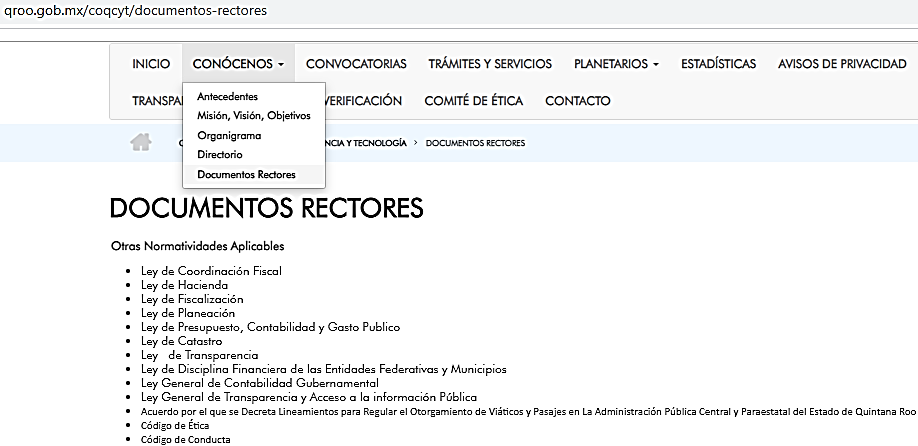 qroo.gob.mx/coqcyt/documentos-rectores
INICIO CONÓCENOS CONVOCATORIAS TRÁMITES Y SERVICIOS PLANETARIOS ESTADÍSTICAS AVISOS DE PRIVACIDAD
VERIFICACIÓN COMITÉ DE ÉTICA CONTACTO
Antecedentes
Misión, Visión, Objetivos
Organigrama
Directorio
Documentos Rectores
Y TECNOLOGÍA > DOCUMENTOS RECTORES
DOCUMENTOS RECTORES
Otras Normatividades Aplicables
• Ley de Coordinación Fiscal
• Ley de Hacienda
• Ley de Fiscalización
• Ley de Planeación
• Ley de Presupuesto, Contabilidad y Gasto Publico
• Ley de Catastro
• Ley de Transparencia
• Ley de Disciplina Financiera de las Entidades Federativas y Municipios
• Ley General de Contabilidad Gubernamental
• Ley General de Transparencia y Acceso a la información Pública
• Acuerdo por el que se Decreta Lineamientos para Regular el Otorgamiento de Viáticos y Pasajes en La Administración Pública Central y Paraestatal del Estado de Quintana Roo
• Código de Ética
• Código de Conducta